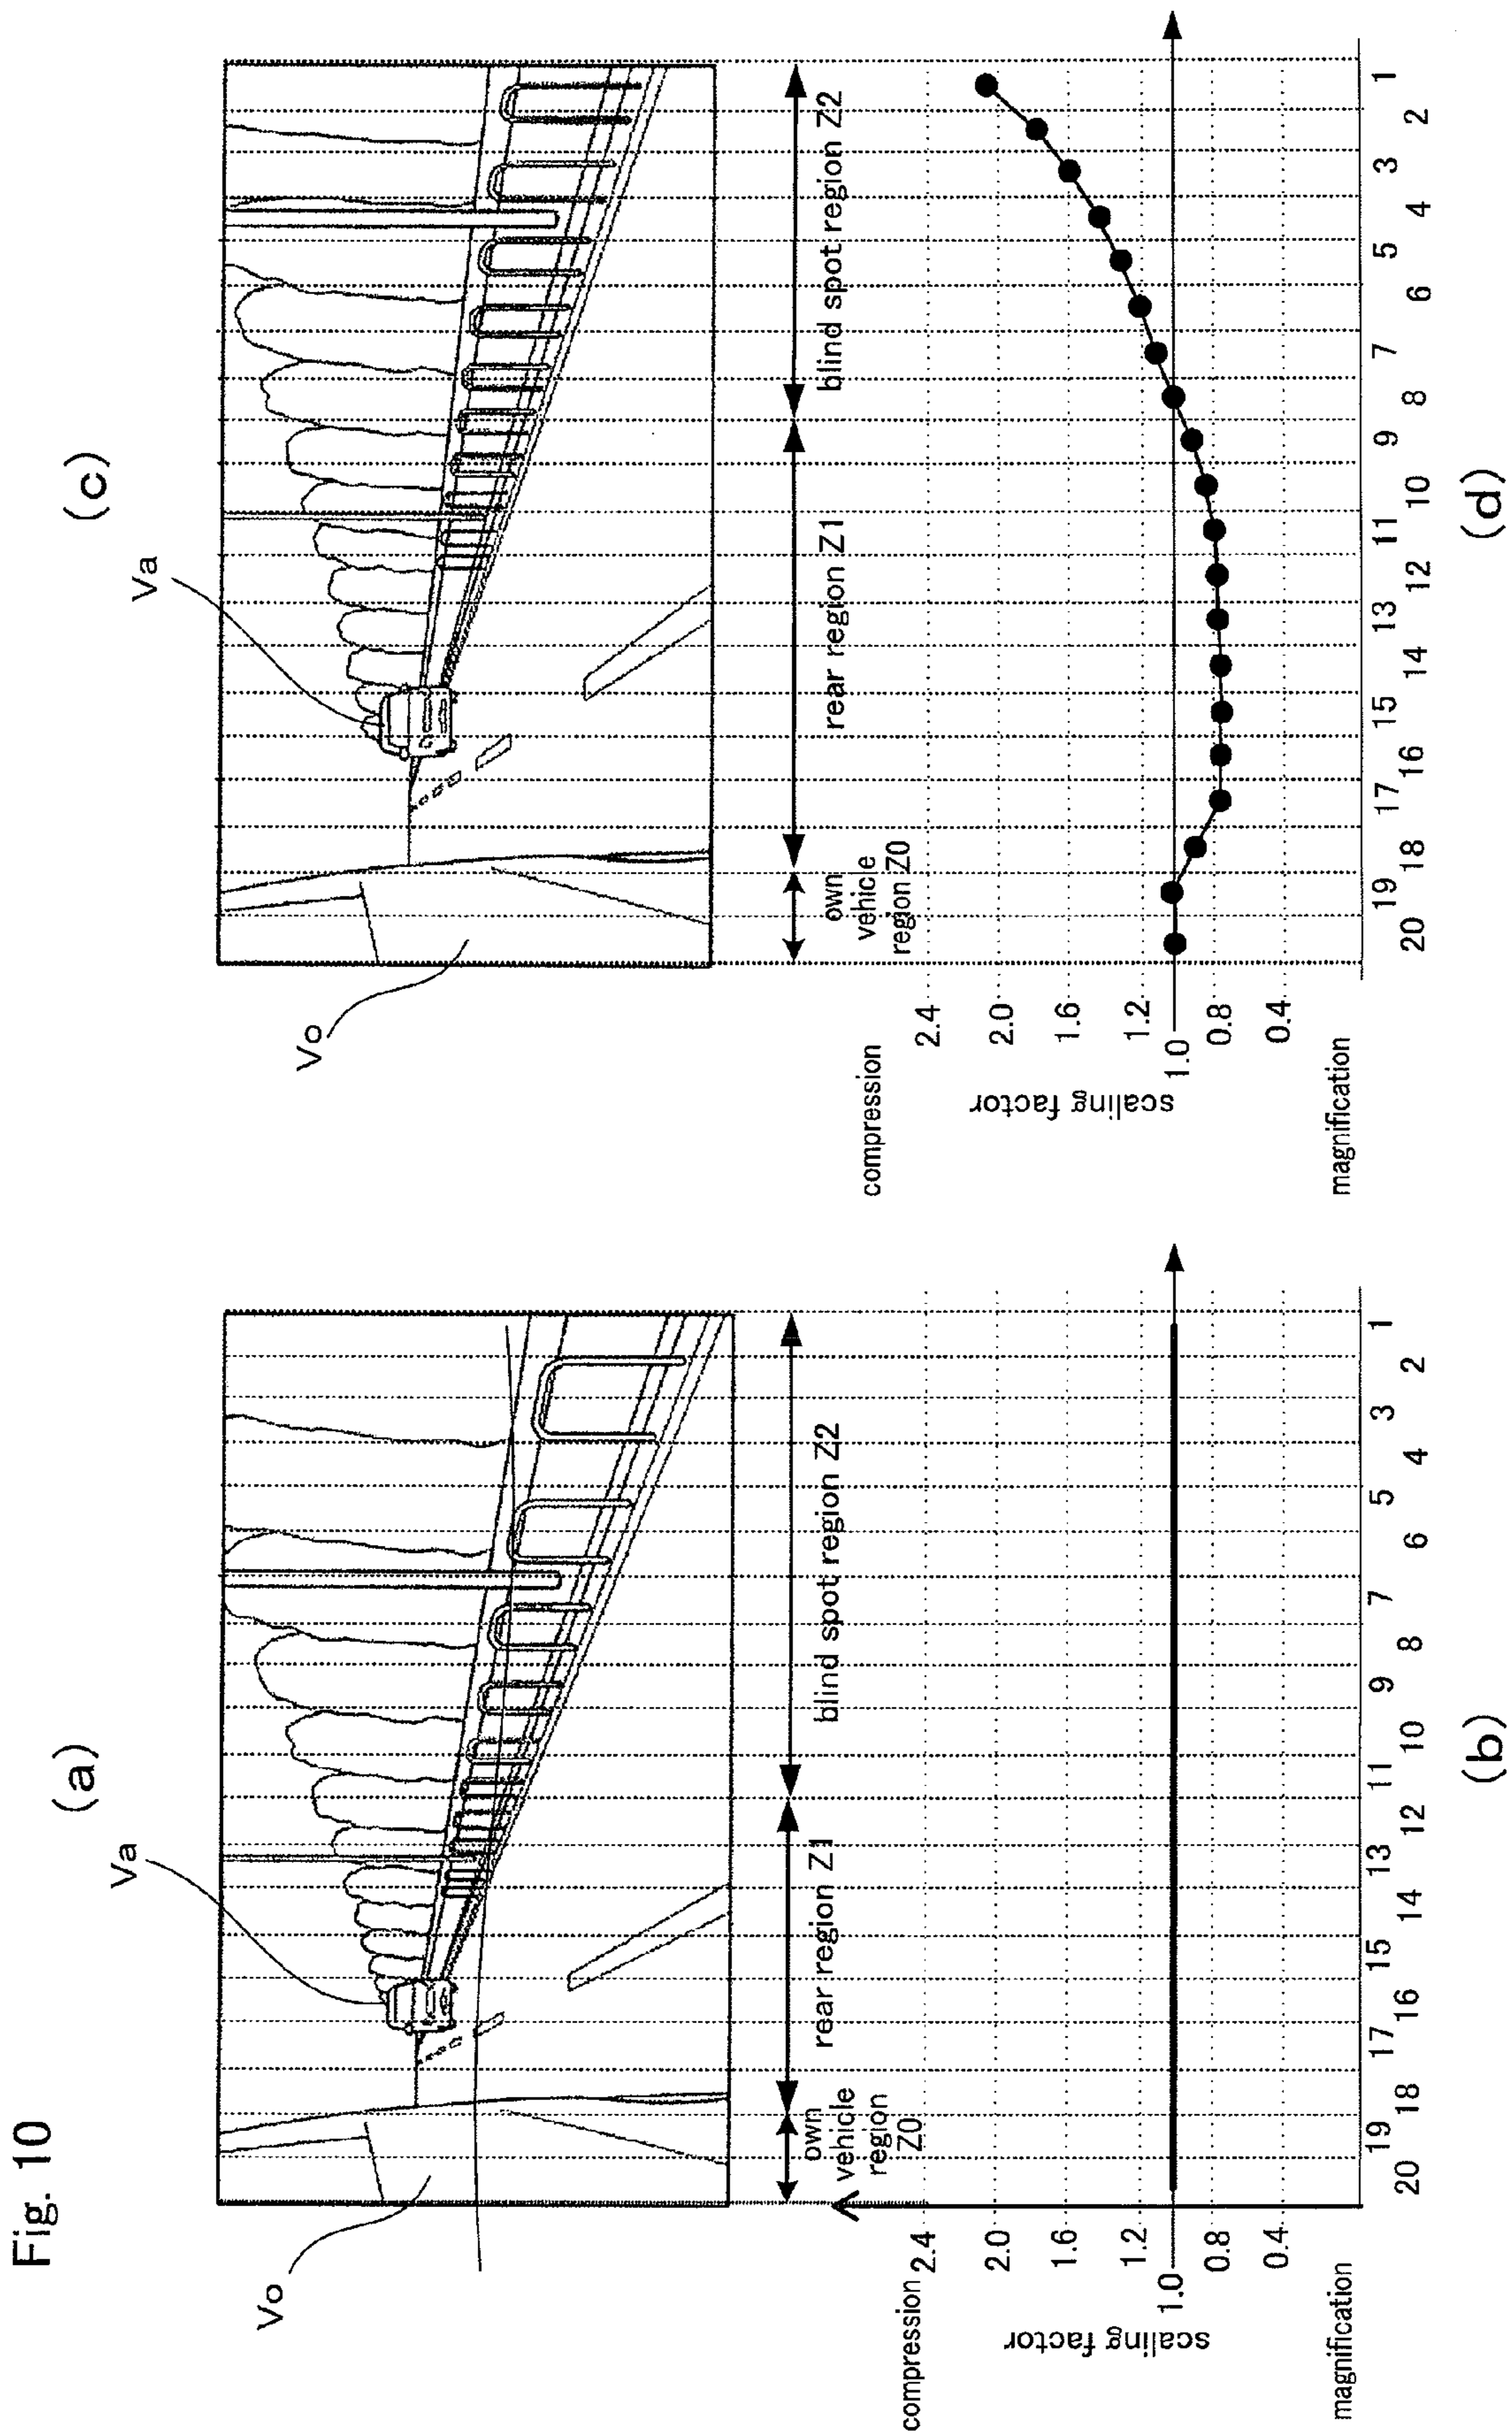 Fig. 10
(a)
Va
Vo
own
vehicle
region
Z0
rear region Z1
blind spot region Z2
compression
2.4
2.0
1.6
1.2
1.0
0.8
0.4
scaling factor
magnification
20 19 18 17 16 15 14 13 12 11 10 9 8 7 6 5 4 3 2 1
(b)
(c)
Va
Vo
own
vehicle
region Z0
rear region Z1
blind spot region Z2
compression
2.4
2.0
1.6
1.2
1.0
0.8
0.4
scaling factor
magnification
20 19 18 17 16 15 14 13 12 11 10 9 8 7 6 5 4 3 2 1
(d)